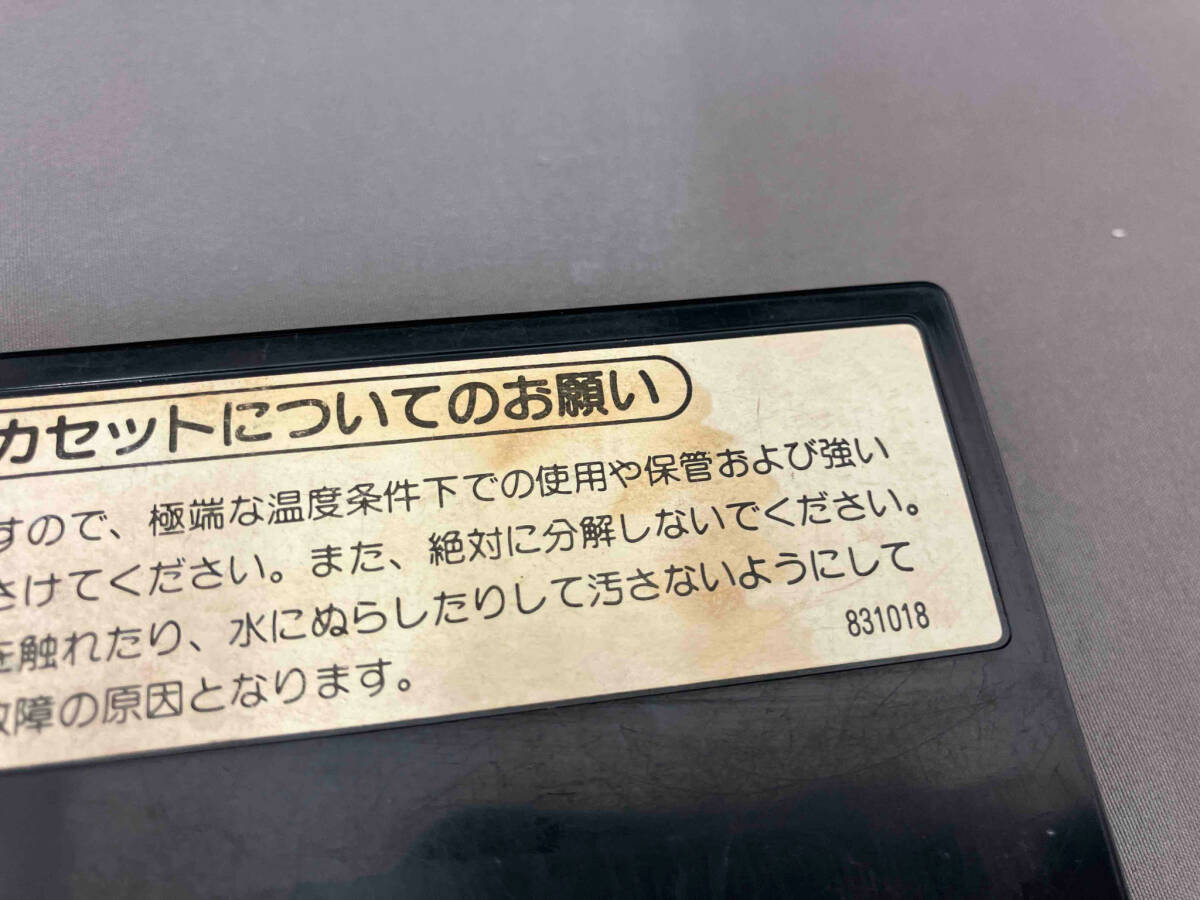 カセットについてのお願い
すので、極端な温度条件下での使用や保管および強い
さけてください。また、絶対に分解しないでください。
を触れたり、水にぬらしたりして汚さないようにして
故障の原因となります。
831018